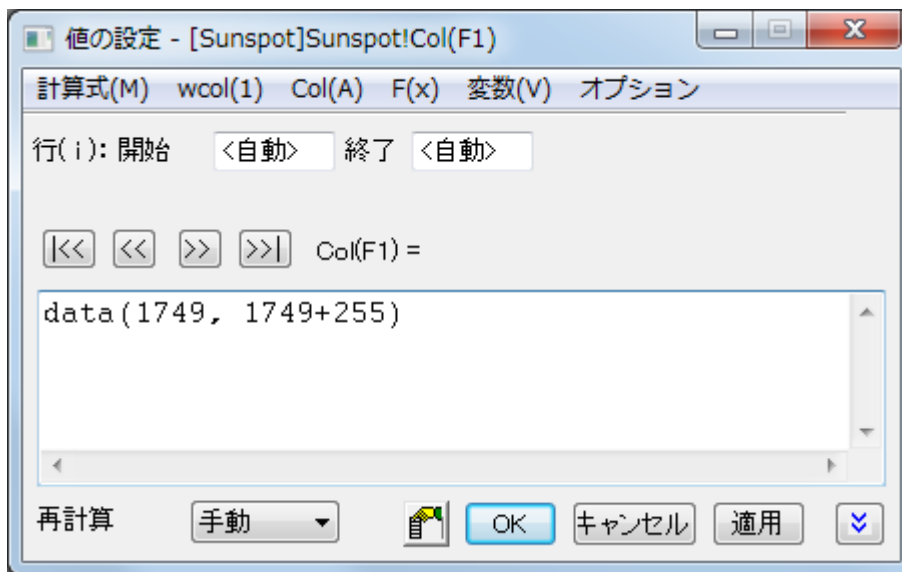 値の設定 - [Sunspot]Sunspot!Col(F1)
計算式(M) wcol(1) Col(A) F(x) 変数(V) オプション
行(i): 開始 <自動> 終了 <自動>
|<< << >> >>| Col(F1) =
data(1749, 1749+255)
再計算 手動 OK キャンセル 適用